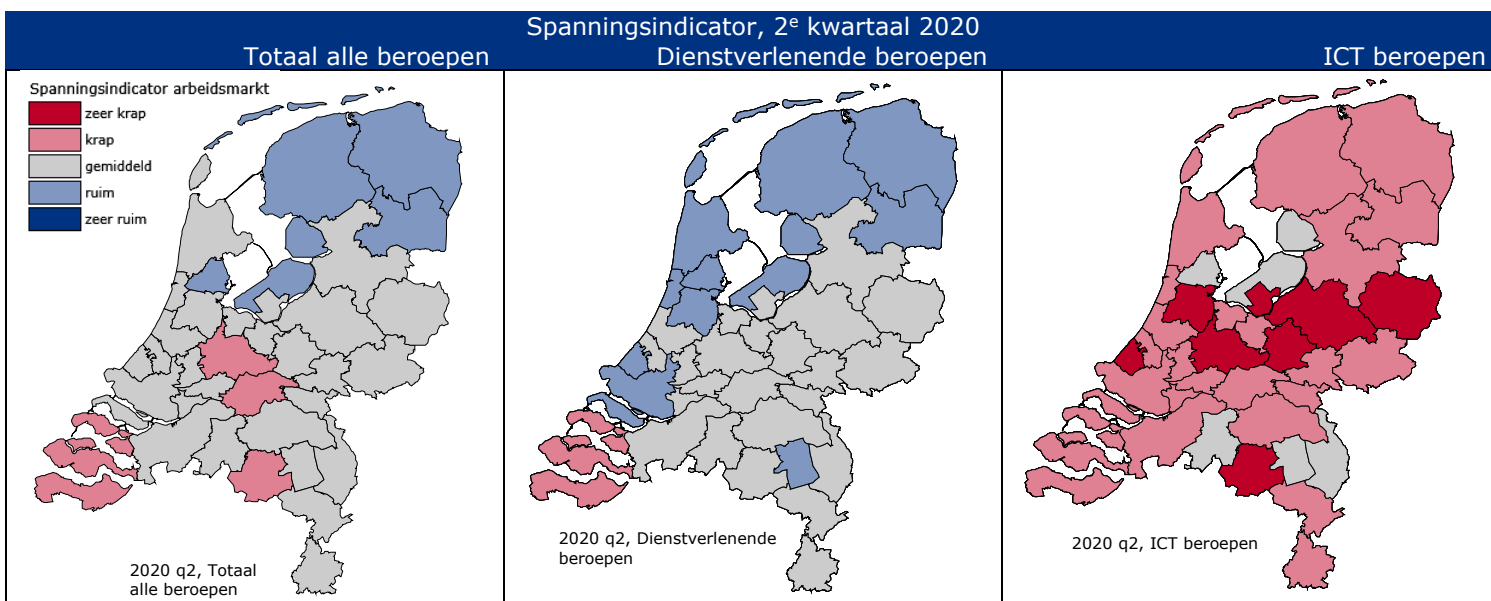 Spanningsindicator, 2e kwartaal 2020
Totaal alle beroepen
Dienstverlenende beroepen
ICT beroepen
Spanningsindicator arbeidsmarkt
zeer krap
krap
gemiddeld
ruim
zeer ruim
2020 q2, Totaal
alle beroepen
2020 q2, Dienstverlenende
beroepen
2020 q2, ICT beroepen